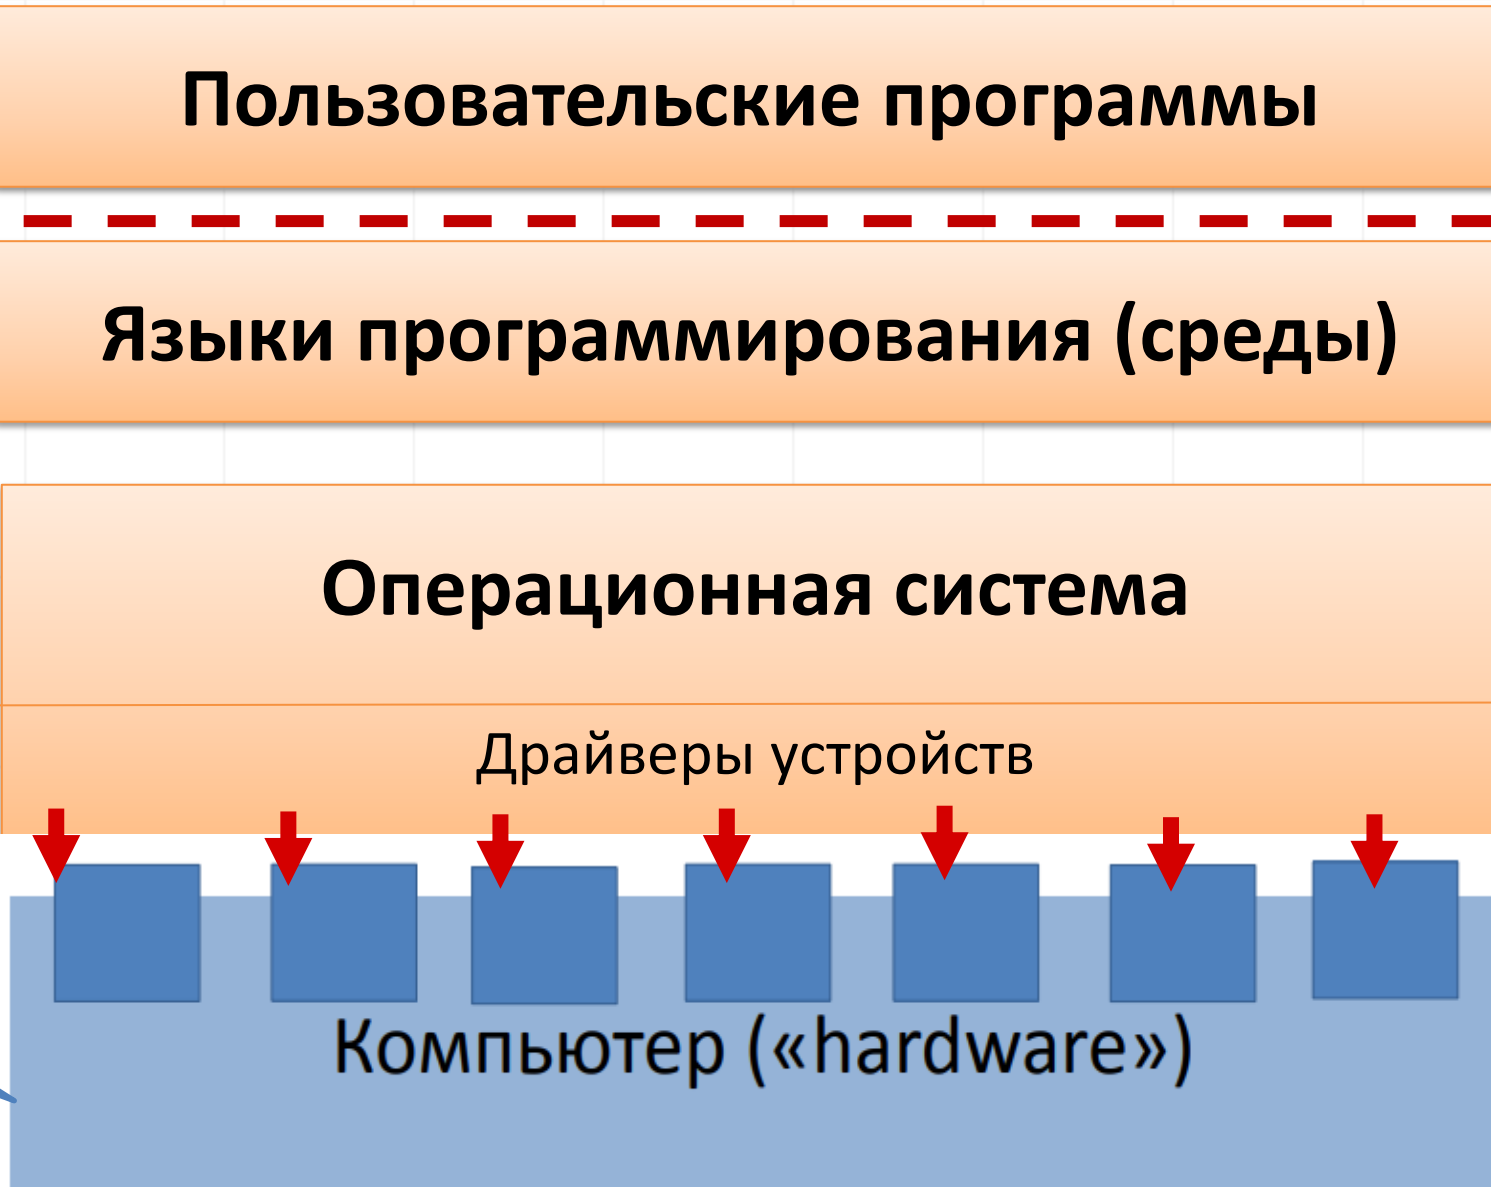 Пользовательские программы
Языки программирования (среды)
Операционная система
Драйверы устройств
Компьютер («hardware»)